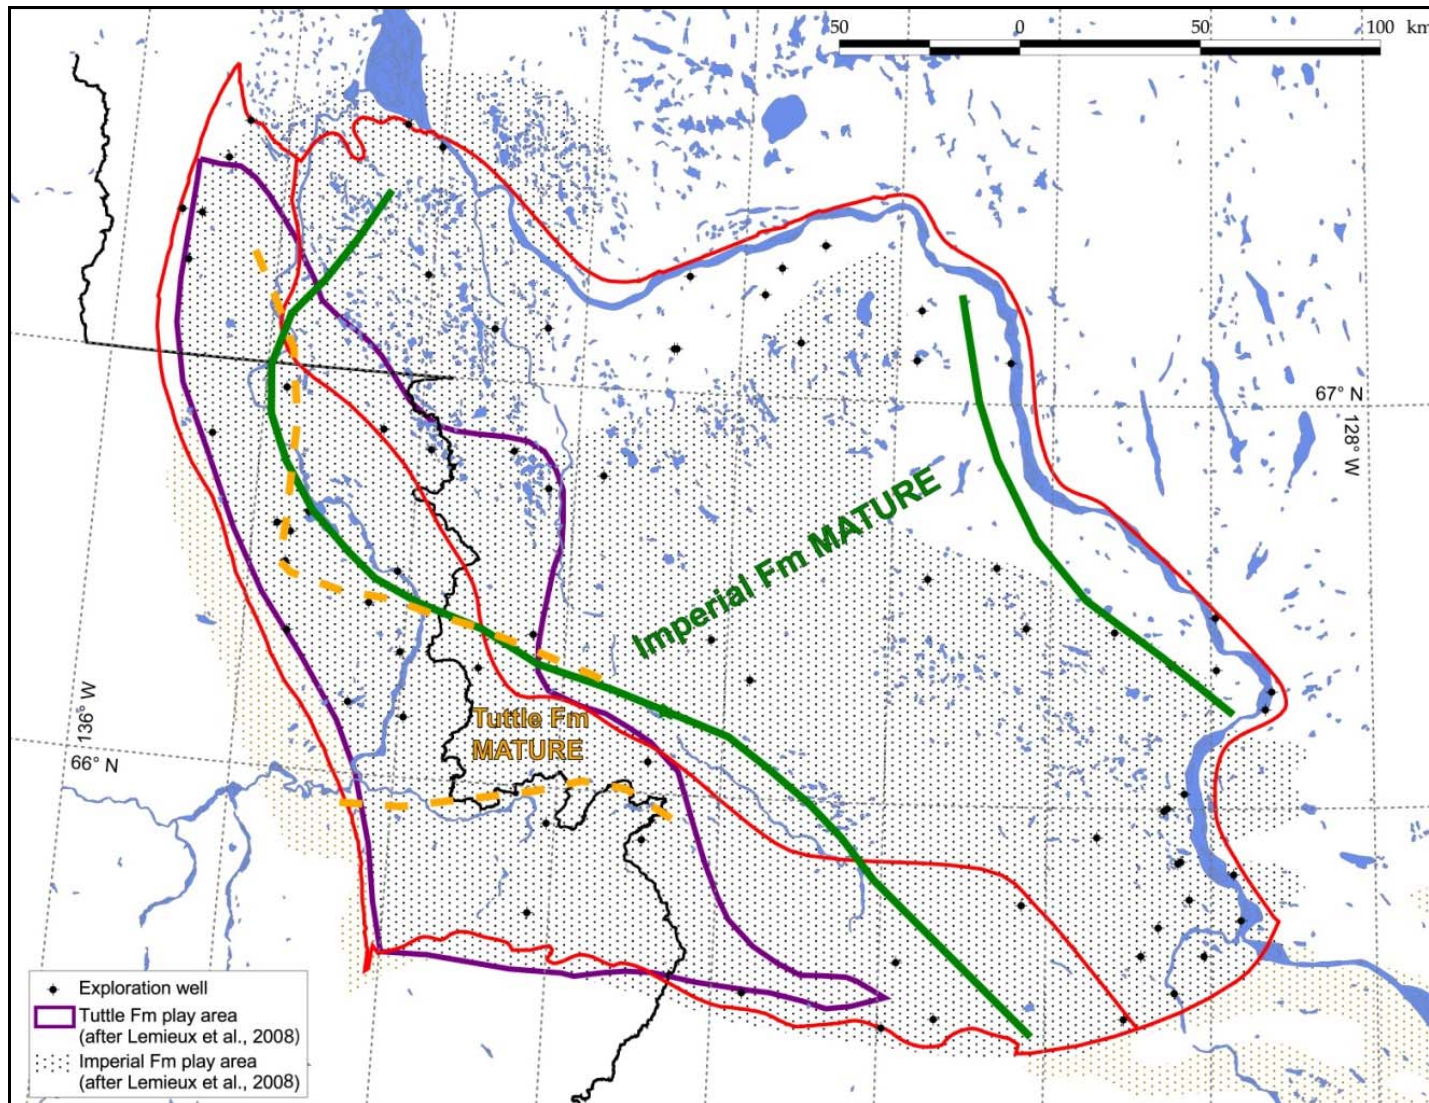 50 0 50 100 km
67° N
128° W
Imperial Fm MATURE
136° W
66° N
Tuttle Fm
MATURE
Exploration well
Tuttle Fm play area
(after Lemieux et al., 2008)
Imperial Fm play area
(after Lemieux et al., 2008)